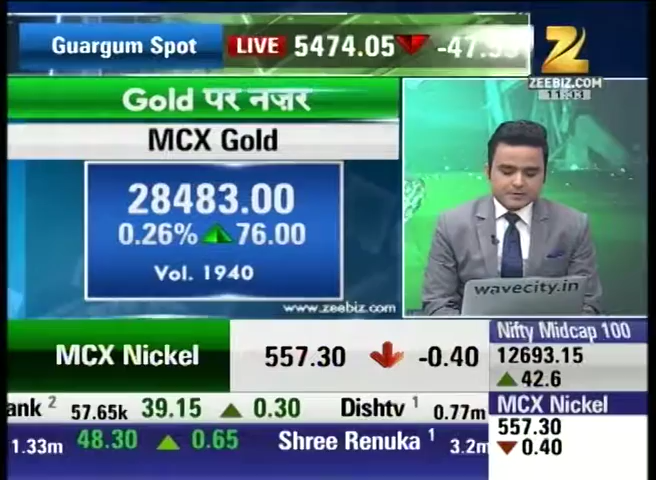 Guargum Spot
LIVE 5474.05
ZEEBIZ.COM
11:33
Gold पर नज़र
MCX Gold
28483.00
0.26% 76.00
Vol. 1940
www.zeebiz.com
wavecity.in
MCX Nickel 557.30 -0.40
Nifty Midcap 100
12693.15
42.6
MCX Nickel
557.30
0.40
ank 2 57.65k 39.15 0.30 Dishtv 1 0.77m
1.33m 48.30 0.65 Shree Renuka 1 3.2m